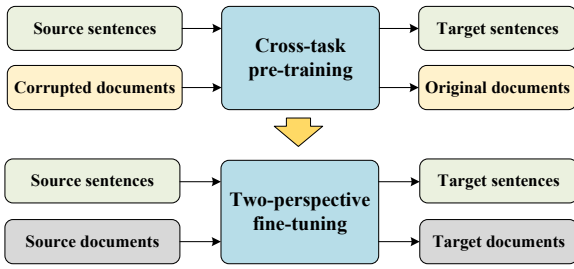 Source sentences
Cross-task
pre-training
Target sentences
Corrupted documents
Original documents
Source sentences
Two-perspective
fine-tuning
Target sentences
Source documents
Target documents